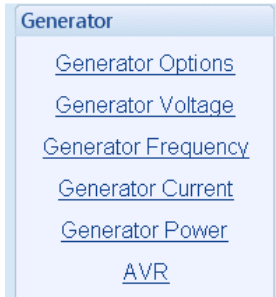 Generator
Generator Options
Generator Voltage
Generator Frequency
Generator Current
Generator Power
AVR